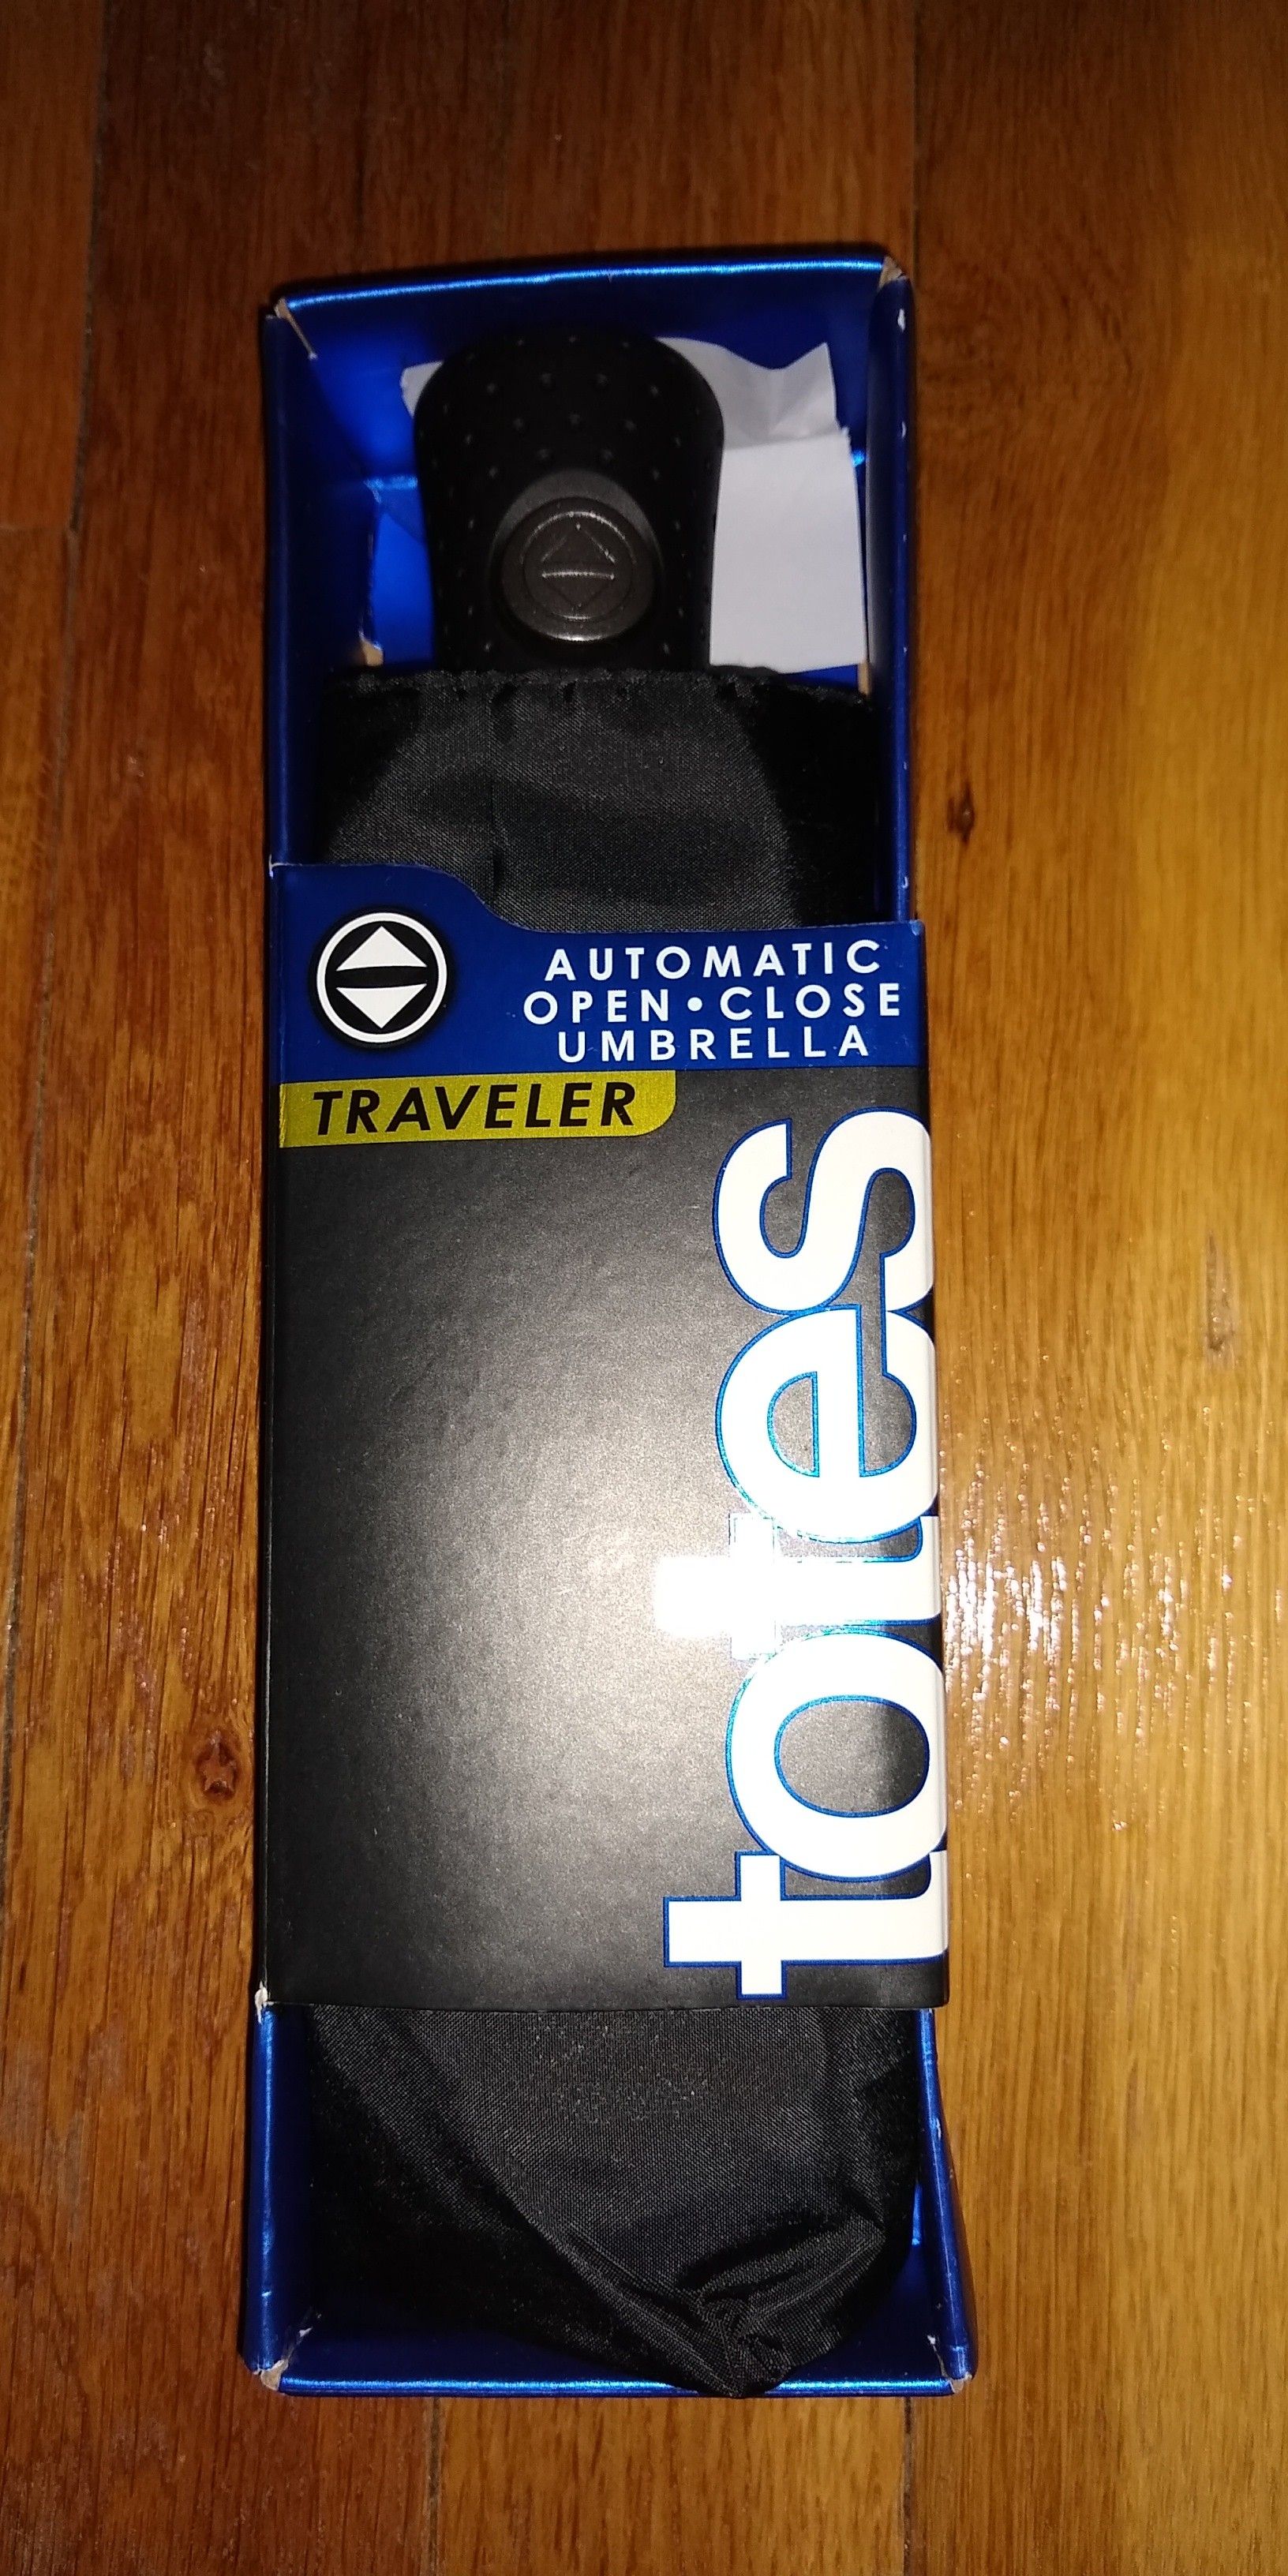 AUTOMATIC
OPEN • CLOSE
UMBRELLA
TRAVELER
totes